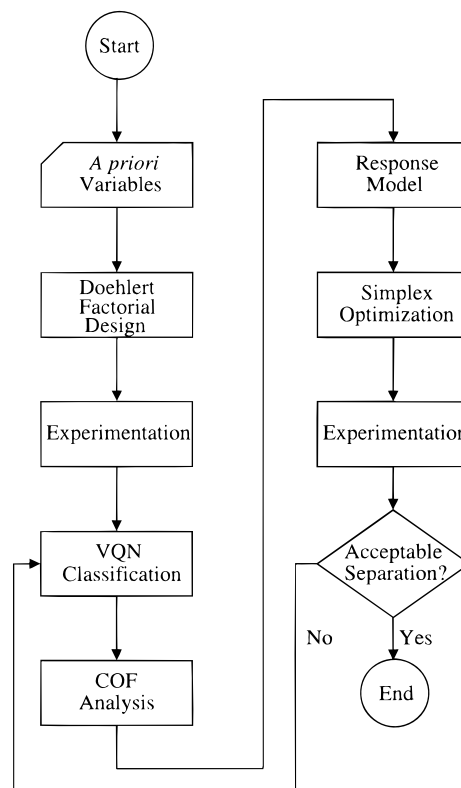 Start
A priori
Variables
Doehlert
Factorial
Design
Experimentation
VQN
Classification
COF
Analysis
Response
Model
Simplex
Optimization
Experimentation
Acceptable
Separation?
No
Yes
End